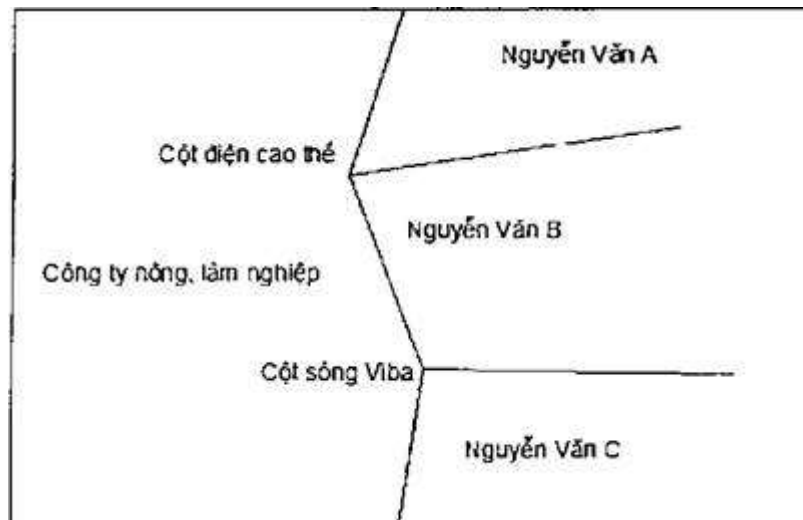 Nguyễn Văn A
Cột điện cao thế
Nguyễn Văn B
Công ty nông, lâm nghiệp
Cột sóng Viba
Nguyễn Văn C